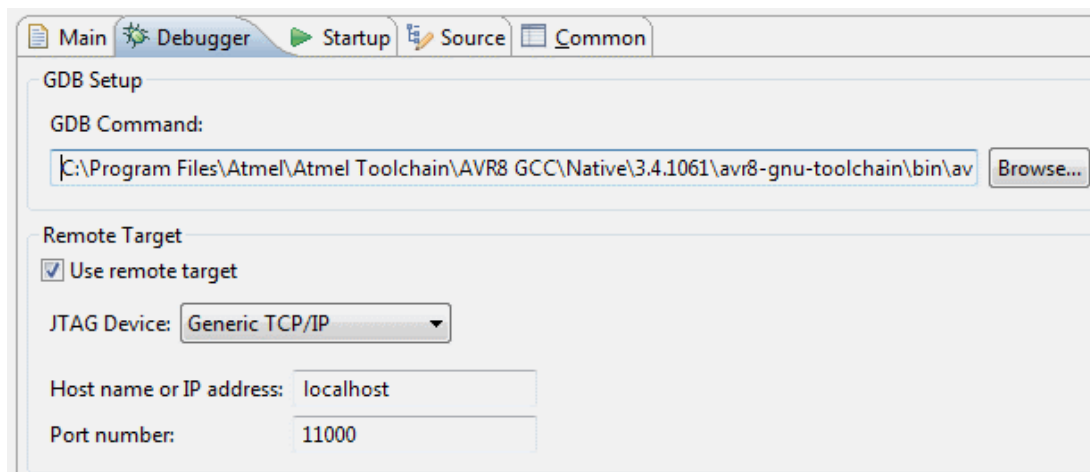 Main Debugger Startup Source Common
GDB Setup
GDB Command:
C:\Program Files\Atmel\Atmel Toolchain\AVR8 GCC\Native\3.4.1061\avr8-gnu-toolchain\bin\av Browse...
Remote Target
Use remote target
JTAG Device: Generic TCP/IP
Host name or IP address: localhost
Port number: 11000